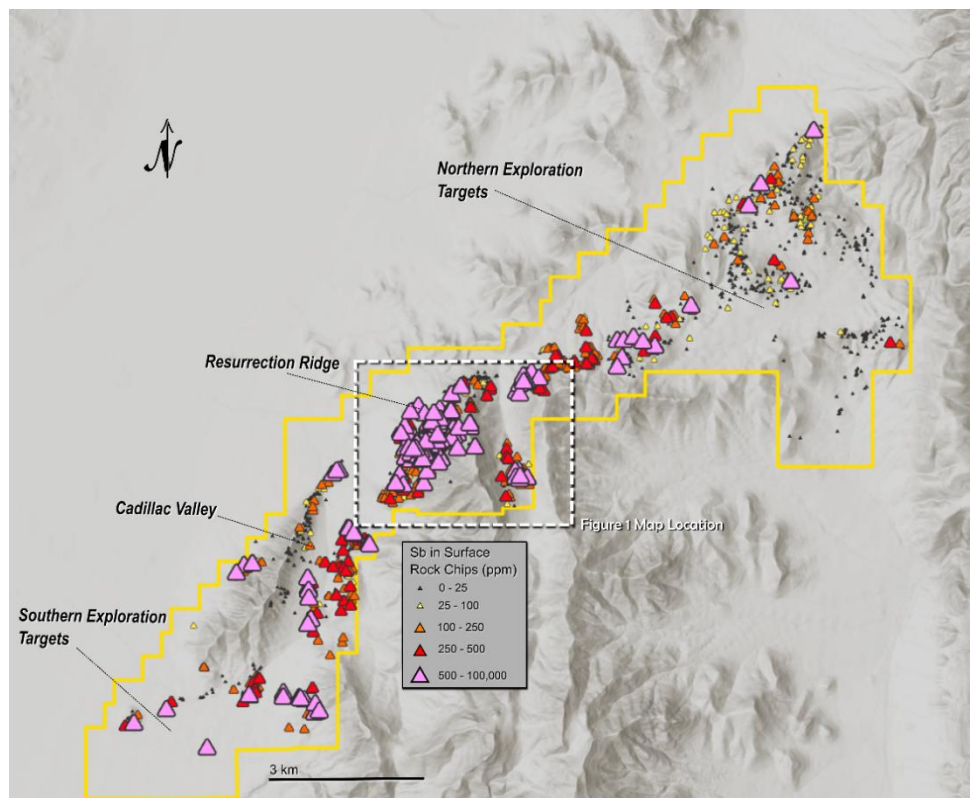 N
Northern Exploration
Targets
Resurrection Ridge
Cadillac Valley
Figure 1 Map Location
Sb in Surface
Rock Chips (ppm)
0 - 25
25 - 100
100 - 250
250 - 500
500 - 100,000
Southern Exploration
Targets
3 km